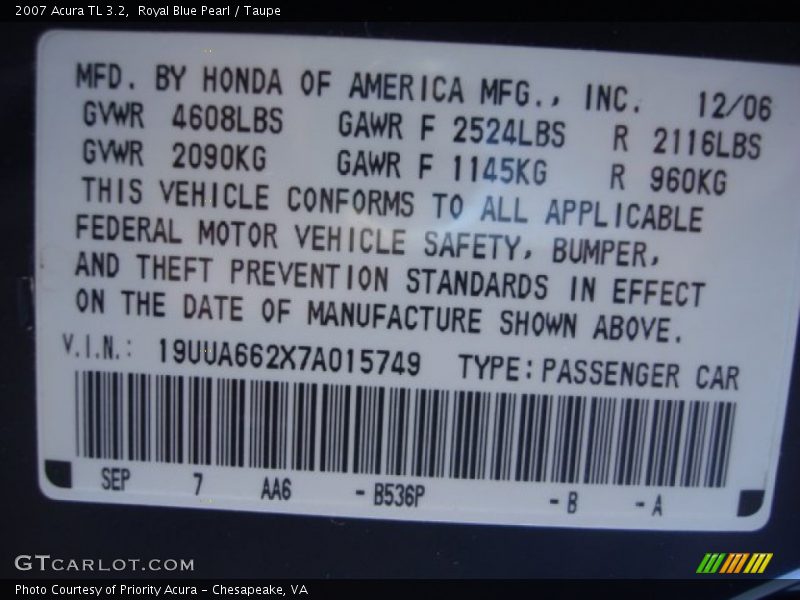 2007 Acura TL 3.2,  Royal Blue Pearl / Taupe
MFD. BY HONDA OF AMERICA MFG., INC. 12/06
GVWR 4608LBS GAWR F 2524LBS R 2116LBS
GVWR 2090KG GAWR F 1145KG R 960KG
THIS VEHICLE CONFORMS TO ALL APPLICABLE
FEDERAL MOTOR VEHICLE SAFETY, BUMPER,
AND THEFT PREVENTION STANDARDS IN EFFECT
ON THE DATE OF MANUFACTURE SHOWN ABOVE.
V.I.N.: 19UUA662X7A015749 TYPE:PASSENGER CAR
SEP 7 AA6 - B536P - B - A
GTCARLOT.COM
Photo Courtesy of Priority Acura - Chesapeake, VA